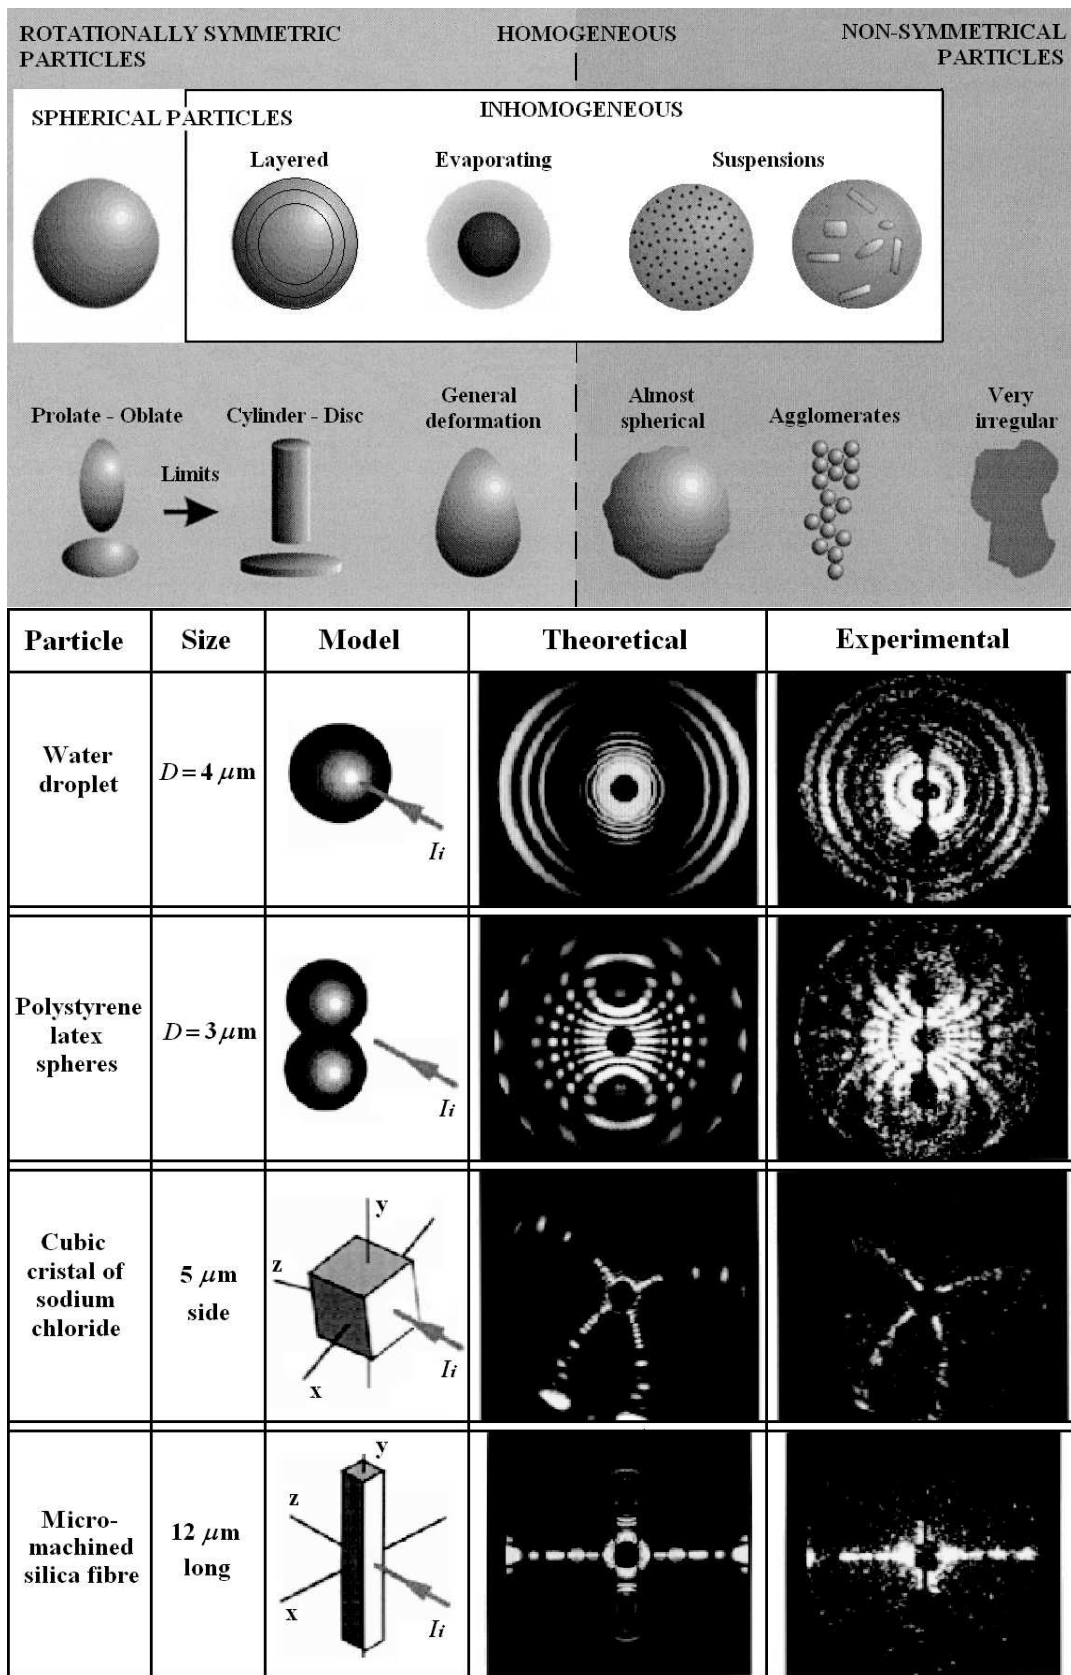 ROTATIONALLY SYMMETRIC
PARTICLES
HOMOGENEOUS
NON-SYMMETRICAL
PARTICLES
SPHERICAL PARTICLES
INHOMOGENEOUS
Layered
Evaporating
Suspensions
Prolate - Oblate
Limits
Cylinder - Disc
General
deformation
Almost
spherical
Agglomerates
Very
irregular
Particle
Size
Model
Theoretical
Experimental
Water
droplet
D = 4 μm
Ii
Polystyrene
latex
spheres
D = 3 μm
Ii
Cubic
cristal of
sodium
chloride
5 μm
side
y
z
x
Ii
Micro-
machined
silica fibre
12 μm
long
y
z
x
Ii